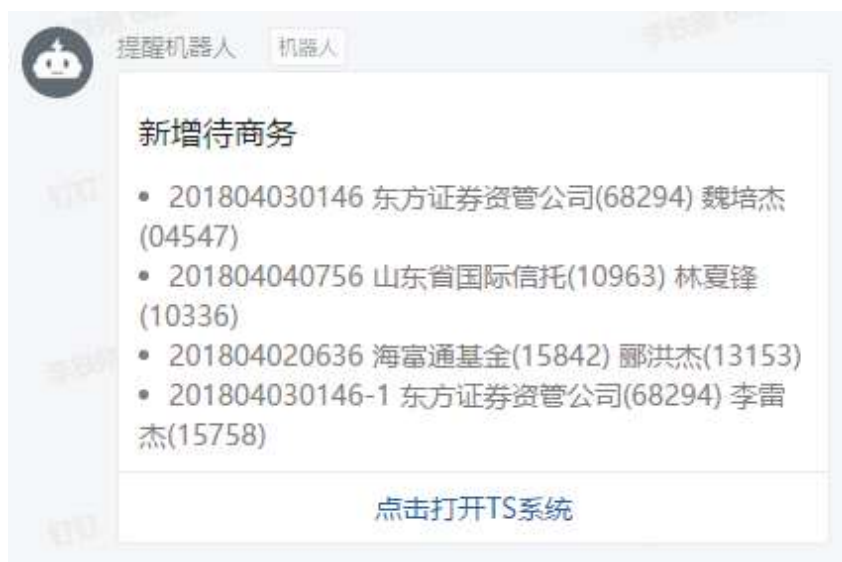 提醒机器人 机器人
新增待商务
• 201804030146 东方证券资管公司(68294) 魏培杰
(04547)
• 201804040756 山东省国际信托(10963) 林夏锋
(10336)
• 201804020636 海富通基金(15842) 郦洪杰(13153)
• 201804030146-1 东方证券资管公司(68294) 李雷
杰(15758)
点击打开TS系统